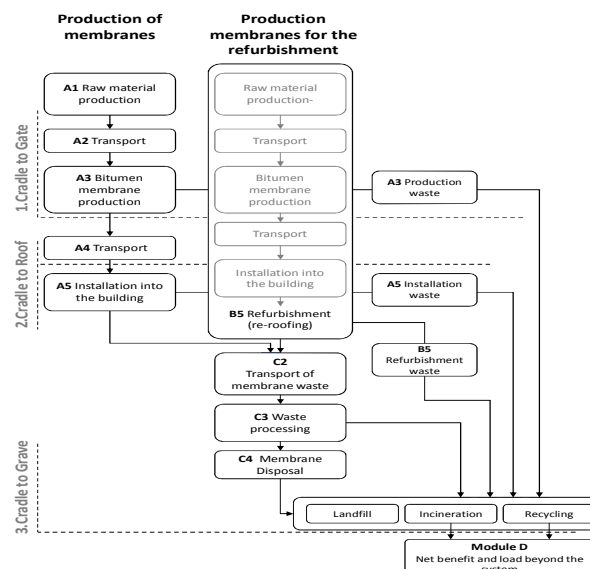 Production of
membranes
Production
membranes for the
refurbishment
A1 Raw material
production
Raw material
production-
A2 Transport
Transport
A3 Bitumen
membrane
production
Bitumen
membrane
production
A3 Production
waste
1.Cradle to Gate
A4 Transport
Transport
A5 Installation into
the building
Installation into
the building
A5 Installation
waste
2.Cradle to Roof
B5 Refurbishment
(re-roofing)
B5
Refurbishment
waste
C2
Transport of
membrane waste
C3 Waste
processing
C4 Membrane
Disposal
3.Cradle to Grave
Landfill
Incineration
Recycling
Module D
Net benefit and load beyond the
system